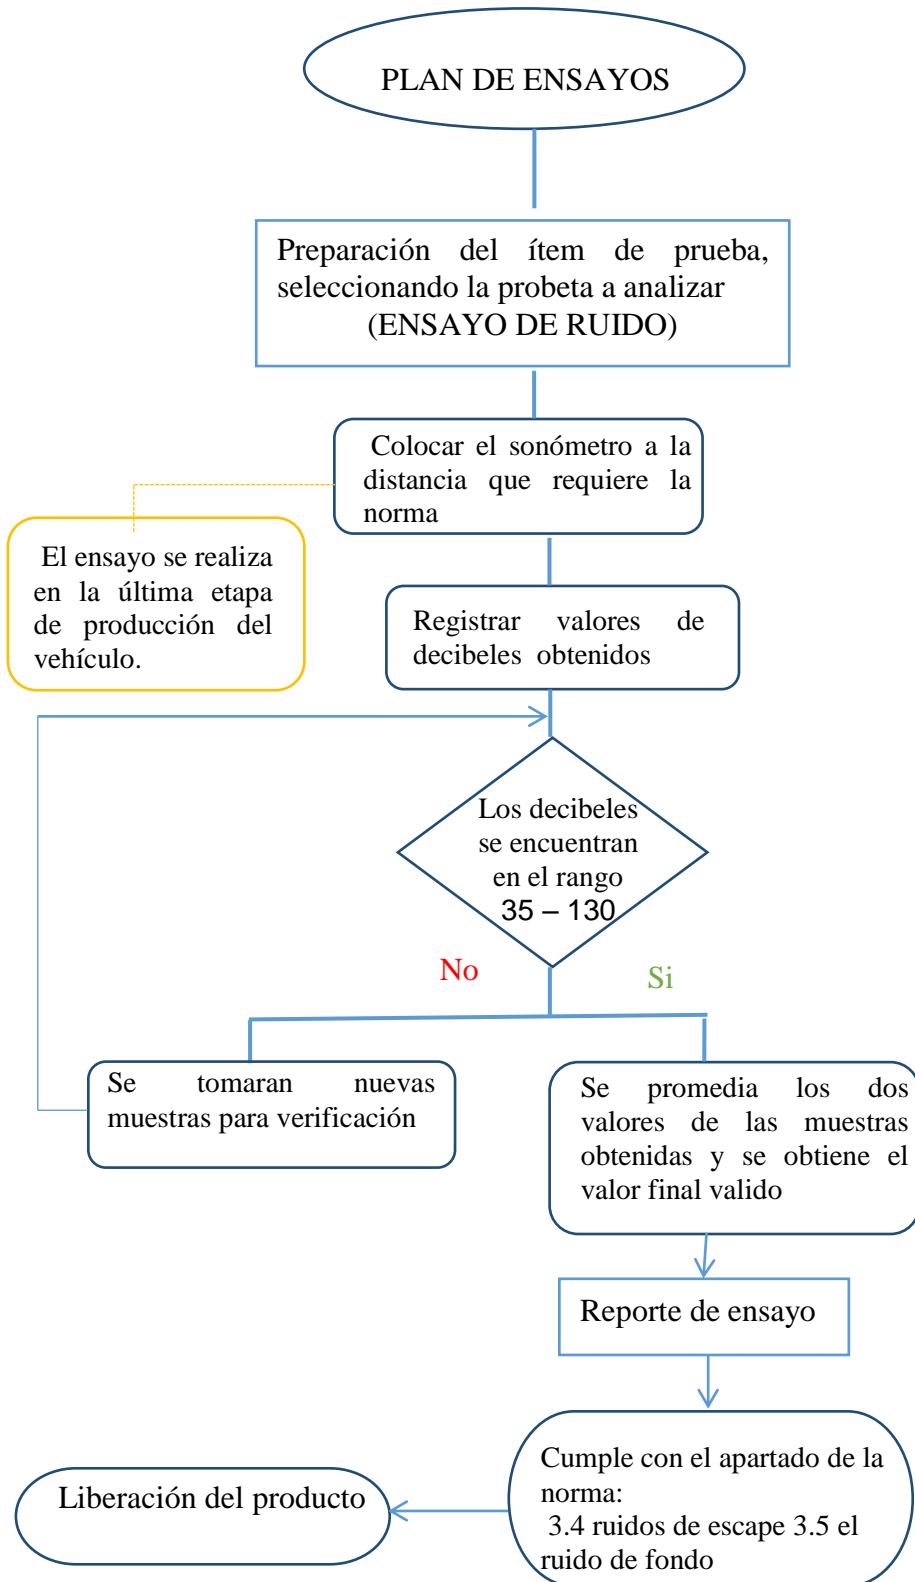 PLAN DE ENSAYOS
Preparación del ítem de prueba,
seleccionando la probeta a analizar
(ENSAYO DE RUIDO)
Colocar el sonómetro a la
distancia que requiere la
norma
El ensayo se realiza
en la última etapa
de producción del
vehículo.
Registrar valores de
decibeles obtenidos
Los decibeles
se encuentran
en el rango
35 – 130
No
Si
Se tomaran nuevas
muestras para verificación
Se promedia los dos
valores de las muestras
obtenidas y se obtiene el
valor final valido
Reporte de ensayo
Cumple con el apartado de la
norma:
3.4 ruidos de escape 3.5 el
ruido de fondo
Liberación del producto